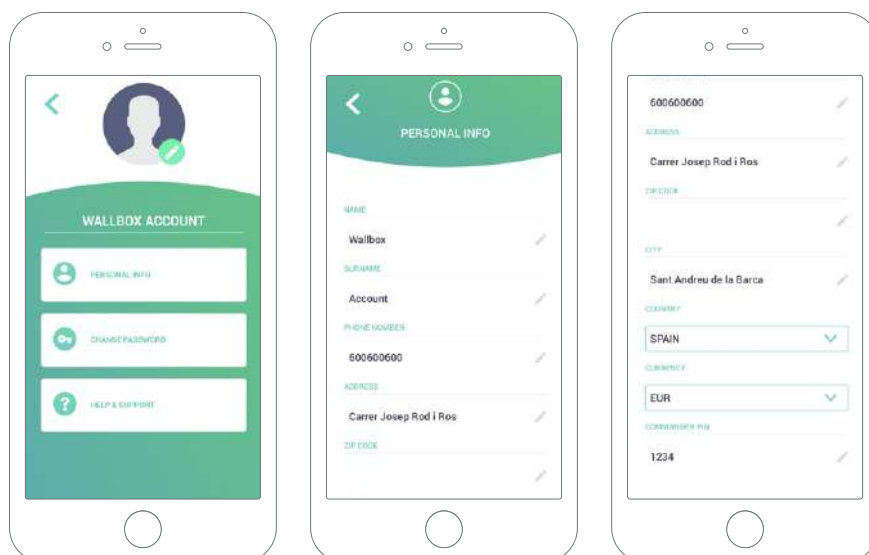 WALLBOX ACCOUNT
PERSONAL INFO
CHANGE PASSWORD
HELP & SUPPORT
PERSONAL INFO
NAME
Wallbox
SURNAME
Account
PHONE NUMBER
600600600
ADDRESS
Carrer Josep Rod i Ros
ZIP CODE
600600600
ADDRESS
Carrer Josep Rod i Ros
ZIP CODE
CITY
Sant Andreu de la Barca
COUNTRY
SPAIN
CURRENCY
EUR
COMMANDER PIN
1234